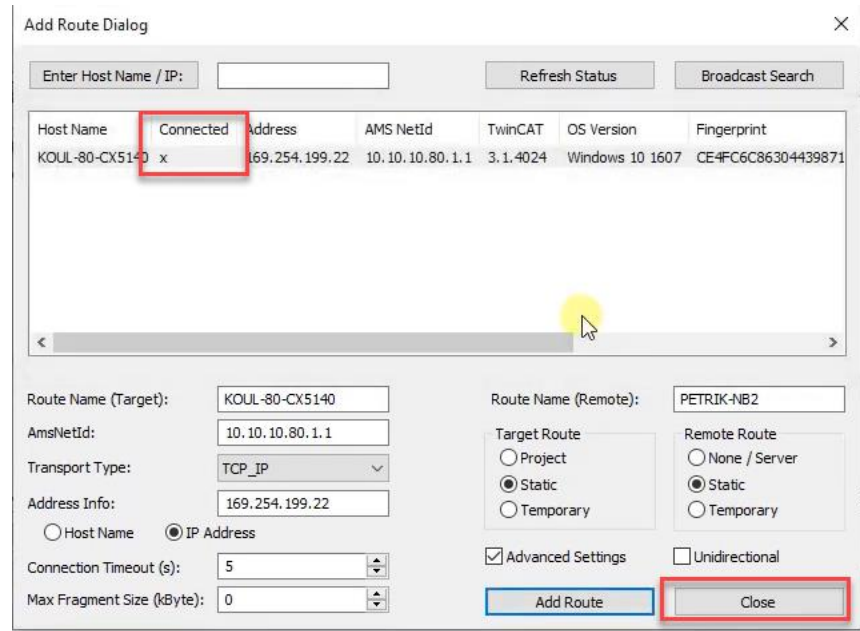 Add Route Dialog
Enter Host Name / IP: Refresh Status Broadcast Search
Host Name Connected Address AMS NetId TwinCAT OS Version Fingerprint
KOUL-80-CX5140 x 169.254.199.22 10.10.10.80.1.1 3.1.4024 Windows 10 1607 CE4FC6C86304439871
Route Name (Target): KOUL-80-CX5140 Route Name (Remote): PETRIK-NB2
AmsNetId: 10.10.10.80.1.1 Target Route Remote Route
Project None / Server
Transport Type: TCP_IP
Static Static
Address Info: 169.254.199.22
Temporary Temporary
Host Name IP Address
Advanced Settings Unidirectional
Connection Timeout (s): 5
Max Fragment Size (kByte): 0 Add Route Close